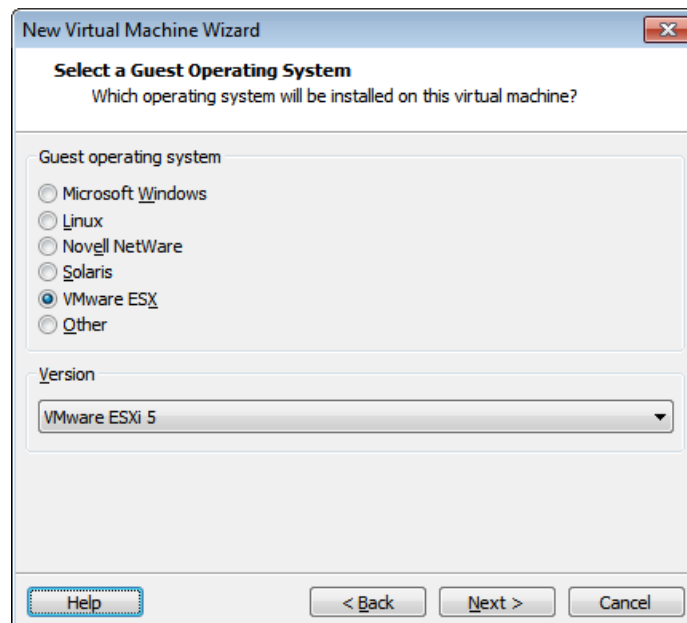 New Virtual Machine Wizard
Select a Guest Operating System
Which operating system will be installed on this virtual machine?
Guest operating system
Microsoft Windows
Linux
Novell NetWare
Solaris
VMware ESX
Other
Version
VMware ESXi 5
Help
< Back
Next >
Cancel